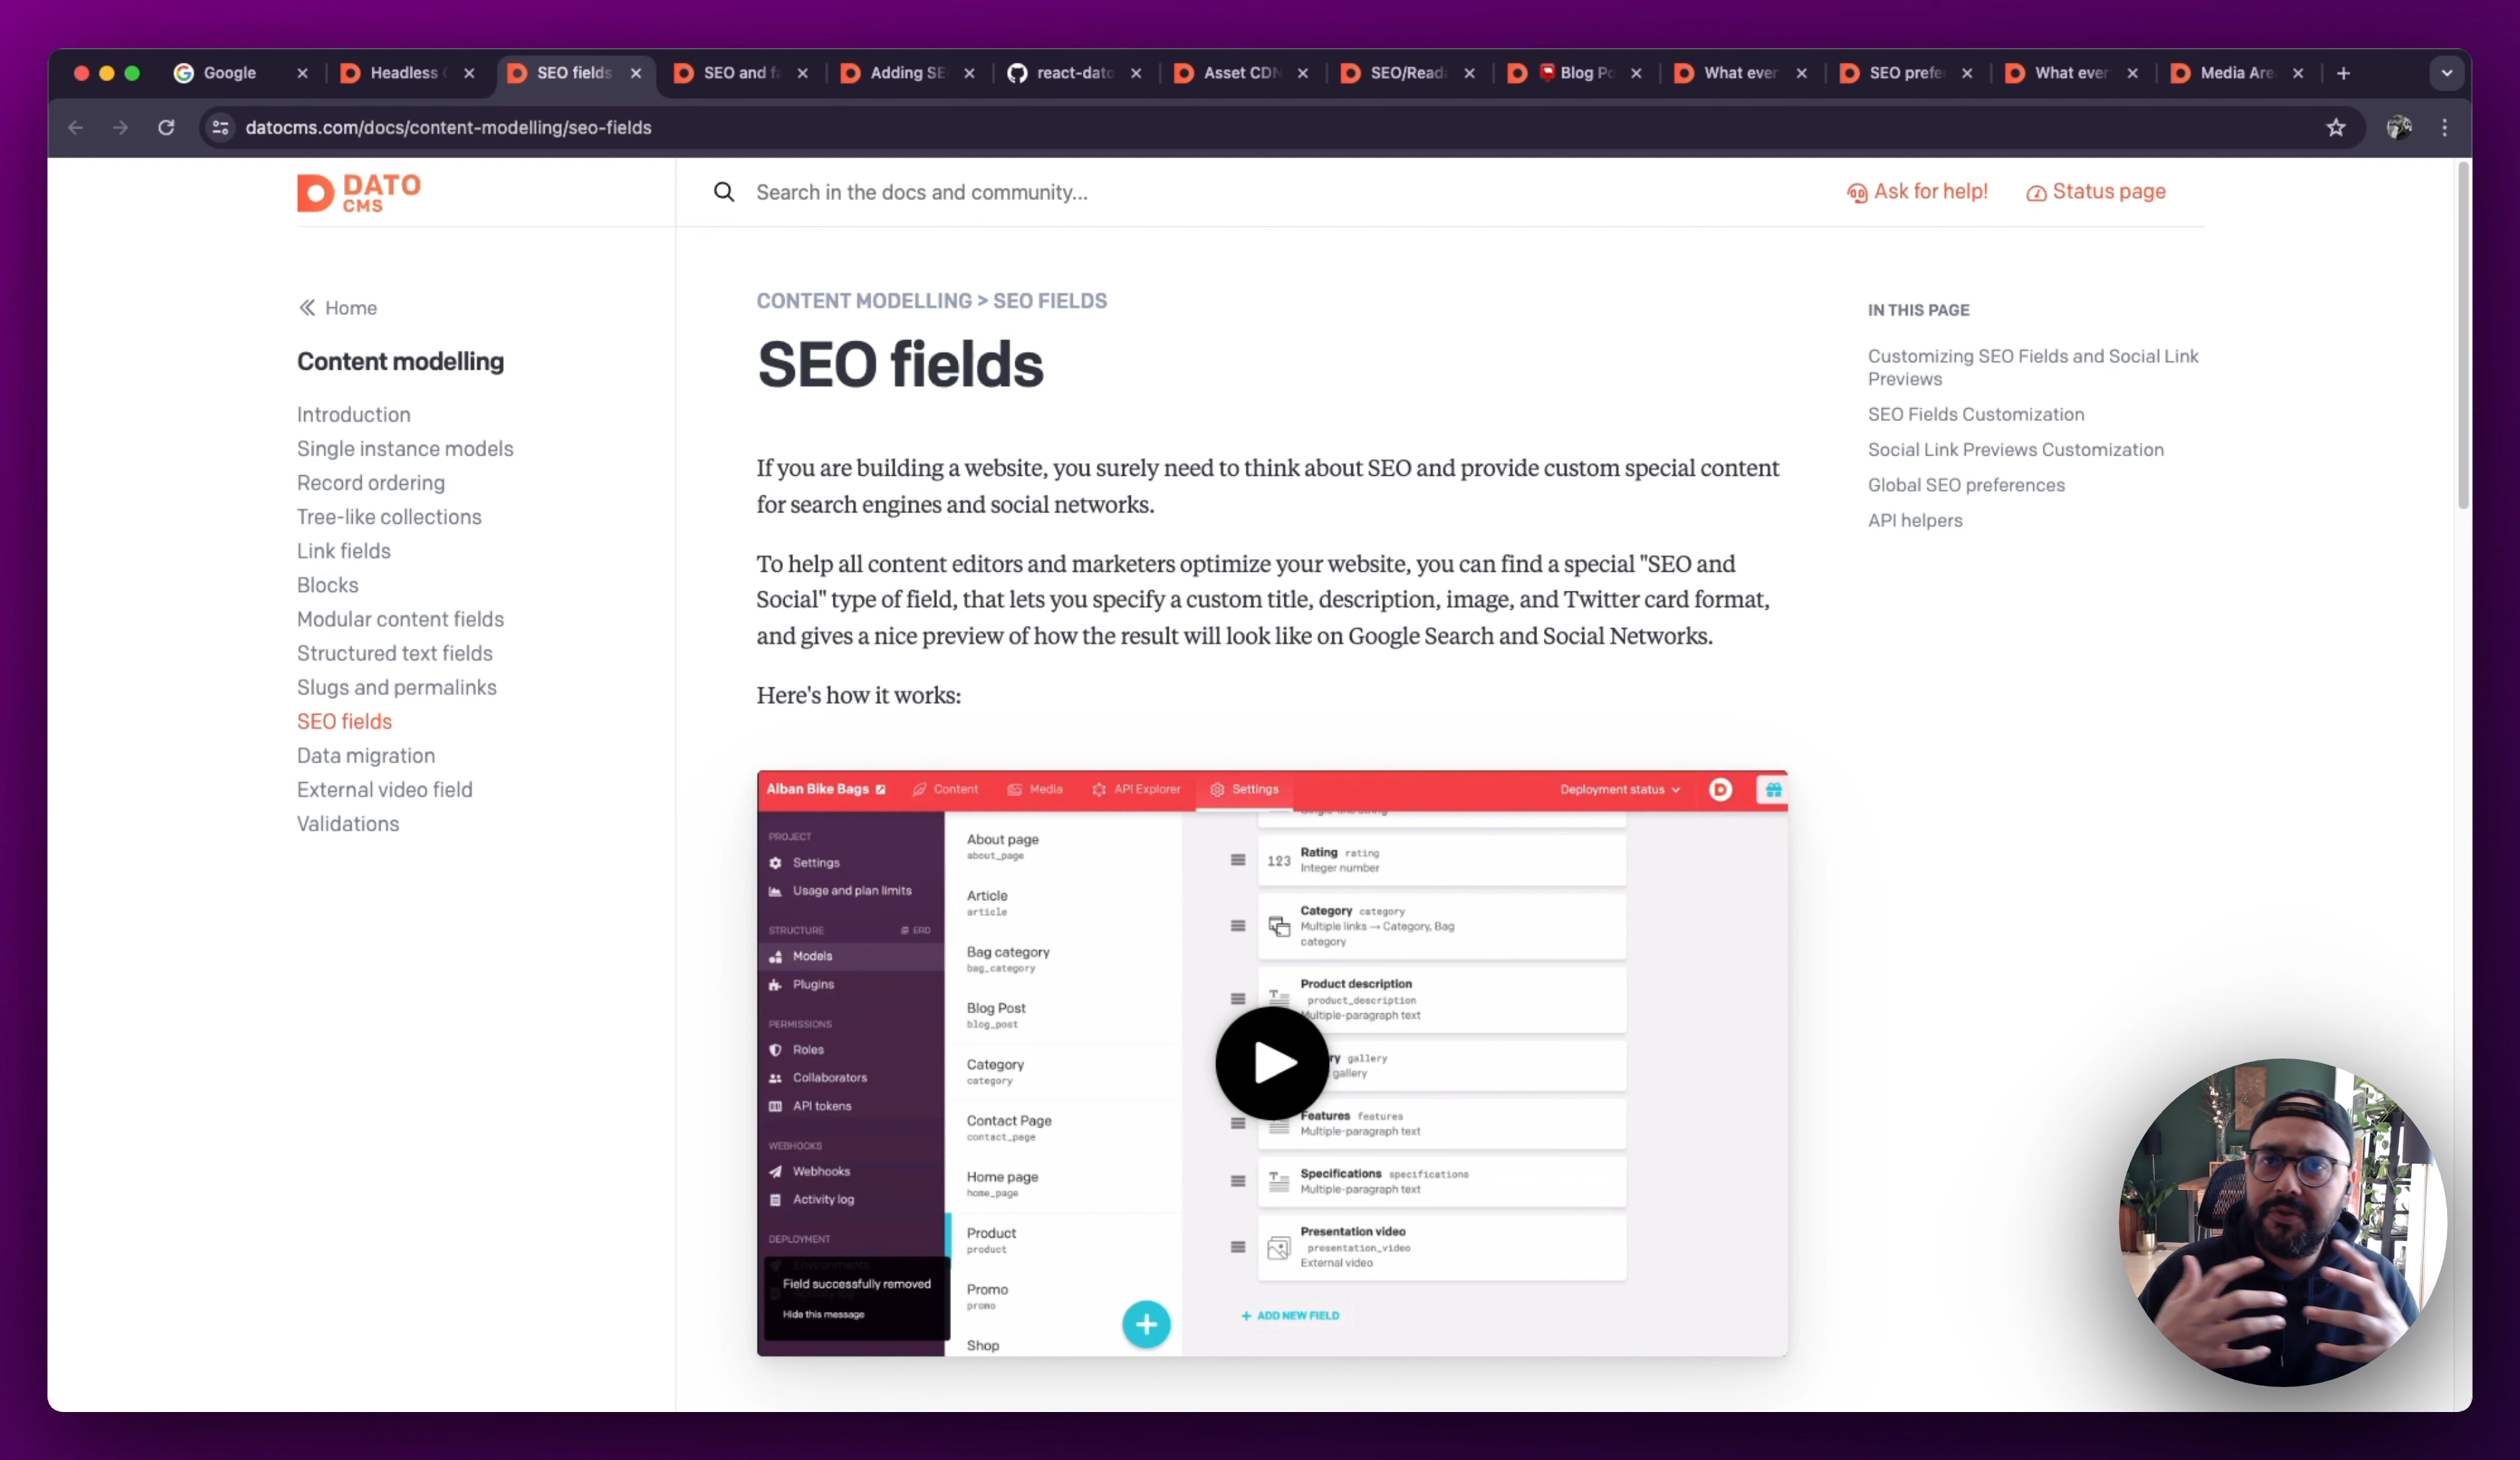 Google
Headless
SEO fields
SEO and fa
Adding SE
react-dato
Asset CDN
SEO/Read
Blog Po
What ever
SEO prefe
What ever
Media Are
datocms.com/docs/content-modelling/seo-fields
DATO
CMS
Search in the docs and community...
Ask for help!
Status page
Home
Content modelling
Introduction
Single instance models
Record ordering
Tree-like collections
Link fields
Blocks
Modular content fields
Structured text fields
Slugs and permalinks
SEO fields
Data migration
External video field
Validations
CONTENT MODELLING > SEO FIELDS
SEO fields
If you are building a website, you surely need to think about SEO and provide custom special content
for search engines and social networks.
To help all content editors and marketers optimize your website, you can find a special "SEO and
Social" type of field, that lets you specify a custom title, description, image, and Twitter card format,
and gives a nice preview of how the result will look like on Google Search and Social Networks.
Here's how it works:
IN THIS PAGE
Customizing SEO Fields and Social Link
Previews
SEO Fields Customization
Social Link Previews Customization
Global SEO preferences
API helpers
Alban Bike Bags
Content
Media
API Explorer
Settings
Deployment status
PROJECT
Settings
Usage and plan limits
STRUCTURE
ERD
Models
Plugins
PERMISSIONS
Roles
Collaborators
API tokens
WEBHOOKS
Webhooks
Activity log
DEPLOYMENT
Environments
Field successfully removed
Hide this message
About page
about_page
Article
article
Bag category
bag_category
Blog Post
blog_post
Category
category
Contact Page
contact_page
Home page
home_page
Product
product
Promo
promo
Shop
Single-line string
123
Rating rating
Integer number
Category category
Multiple links → Category, Bag
category
Product description
product_description
Multiple-paragraph text
ry gallery
gallery
Features features
Multiple-paragraph text
Specifications specifications
Multiple-paragraph text
Presentation video
presentation_video
External video
+ ADD NEW FIELD